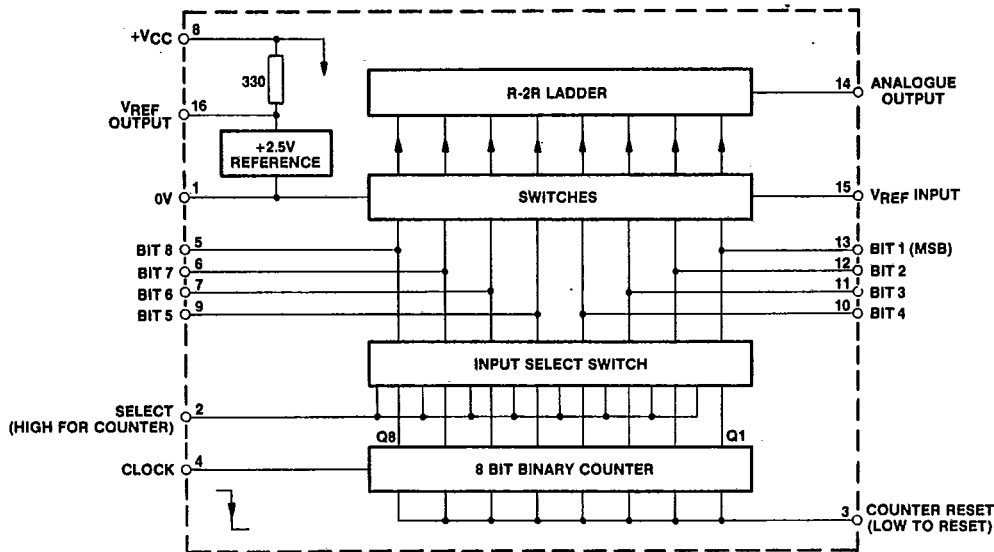 +VCC
8
330
VREF
OUTPUT
16
+2.5V
REFERENCE
0V
1
R-2R LADDER
14
ANALOGUE
OUTPUT
SWITCHES
15
VREF INPUT
BIT 8
5
BIT 7
6
BIT 6
7
BIT 5
9
13
BIT 1 (MSB)
12
BIT 2
11
BIT 3
10
BIT 4
INPUT SELECT SWITCH
SELECT
(HIGH FOR COUNTER)
2
Q8
Q1
CLOCK
4
8 BIT BINARY COUNTER
3
COUNTER RESET
(LOW TO RESET)